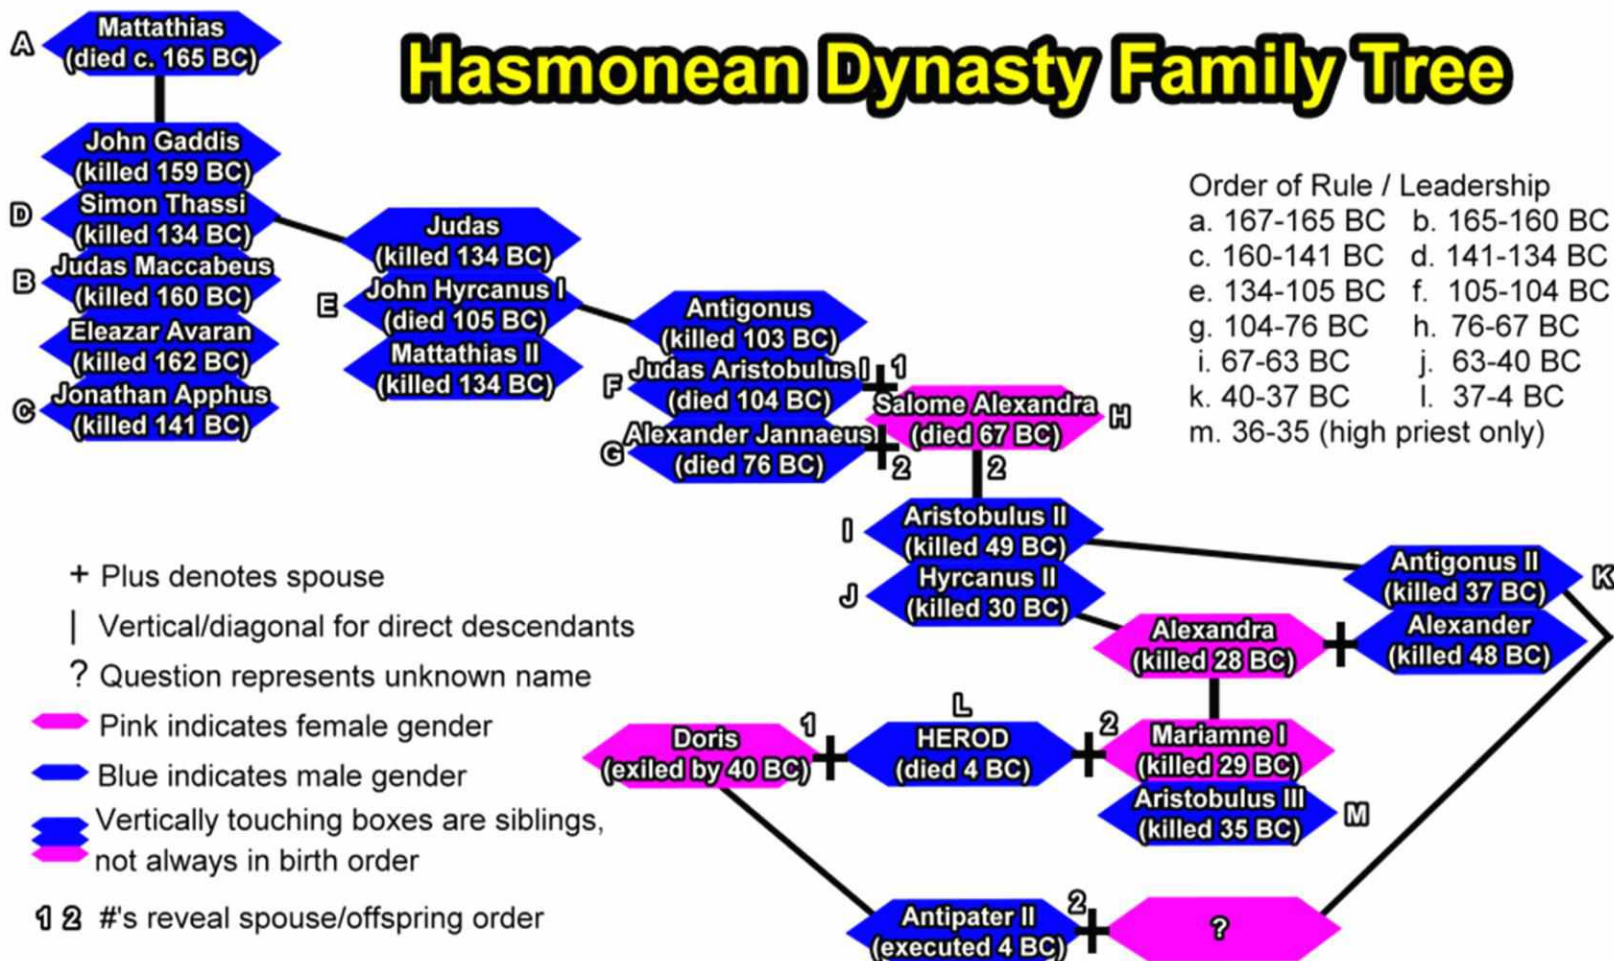 Hasmonean Dynasty Family Tree
A
Mattathias
(died c. 165 BC)
John Gaddis
(killed 159 BC)
D
Simon Thassi
(killed 134 BC)
B
Judas Maccabeus
(killed 160 BC)
Eleazar Avaran
(killed 162 BC)
C
Jonathan Apphus
(killed 141 BC)
Judas
(killed 134 BC)
E
John Hyrcanus I
(died 105 BC)
Mattathias II
(killed 134 BC)
Antigonus
(killed 103 BC)
F
Judas Aristobulus I
(died 104 BC)
1
G
Alexander Jannaeus
(died 76 BC)
2
Salome Alexandra
(died 67 BC)
H
2
Order of Rule / Leadership
a. 167-165 BC b. 165-160 BC
c. 160-141 BC d. 141-134 BC
e. 134-105 BC f. 105-104 BC
g. 104-76 BC h. 76-67 BC
i. 67-63 BC j. 63-40 BC
k. 40-37 BC l. 37-4 BC
m. 36-35 (high priest only)
I
Aristobulus II
(killed 49 BC)
J
Hyrcanus II
(killed 30 BC)
Antigonus II
(killed 37 BC)
K
Alexandra
(killed 28 BC)
Alexander
(killed 48 BC)
Doris
(exiled by 40 BC)
1
L
HEROD
(died 4 BC)
2
Mariamne I
(killed 29 BC)
Aristobulus III
(killed 35 BC)
M
Antipater II
(executed 4 BC)
2
?
+ Plus denotes spouse
| Vertical/diagonal for direct descendants
? Question represents unknown name
Pink indicates female gender
Blue indicates male gender
Vertically touching boxes are siblings,
not always in birth order
1 2 #'s reveal spouse/offspring order